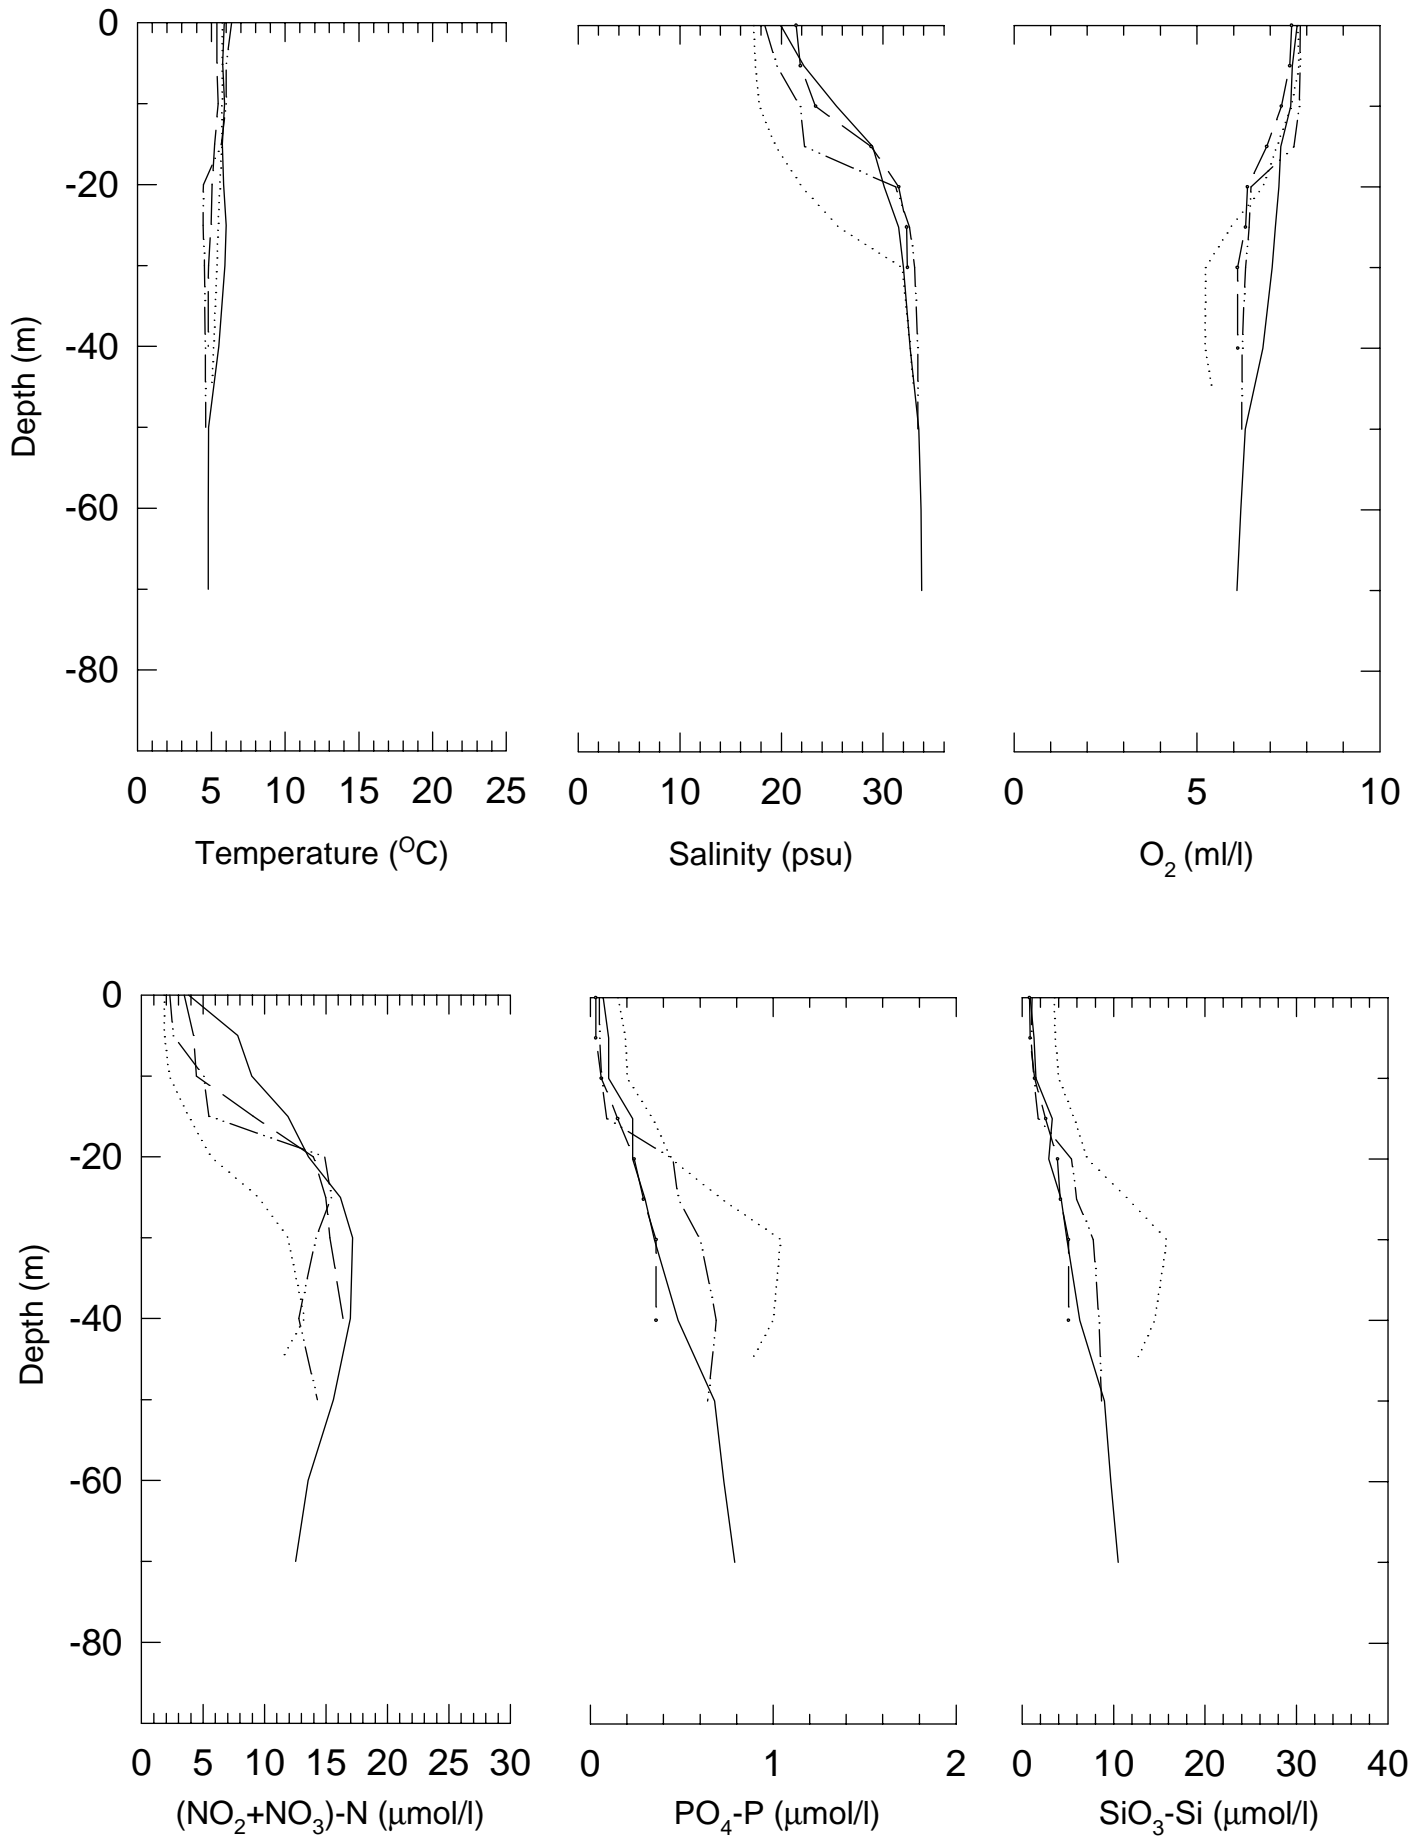 0
-20
-40
-60
-80
Depth (m)
0 5 10 15 20 25
Temperature (°C)
0 20 30
Salinity (psu)
0 5 10
O₂ (ml/l)
0
-20
-40
-60
-80
Depth (m)
0 5 10 15 20 25 30
(NO₂+NO₃)-N (μmol/l)
0 1 2
PO₄-P (μmol/l)
0 10 20 30 40
SiO₃-Si (μmol/l)